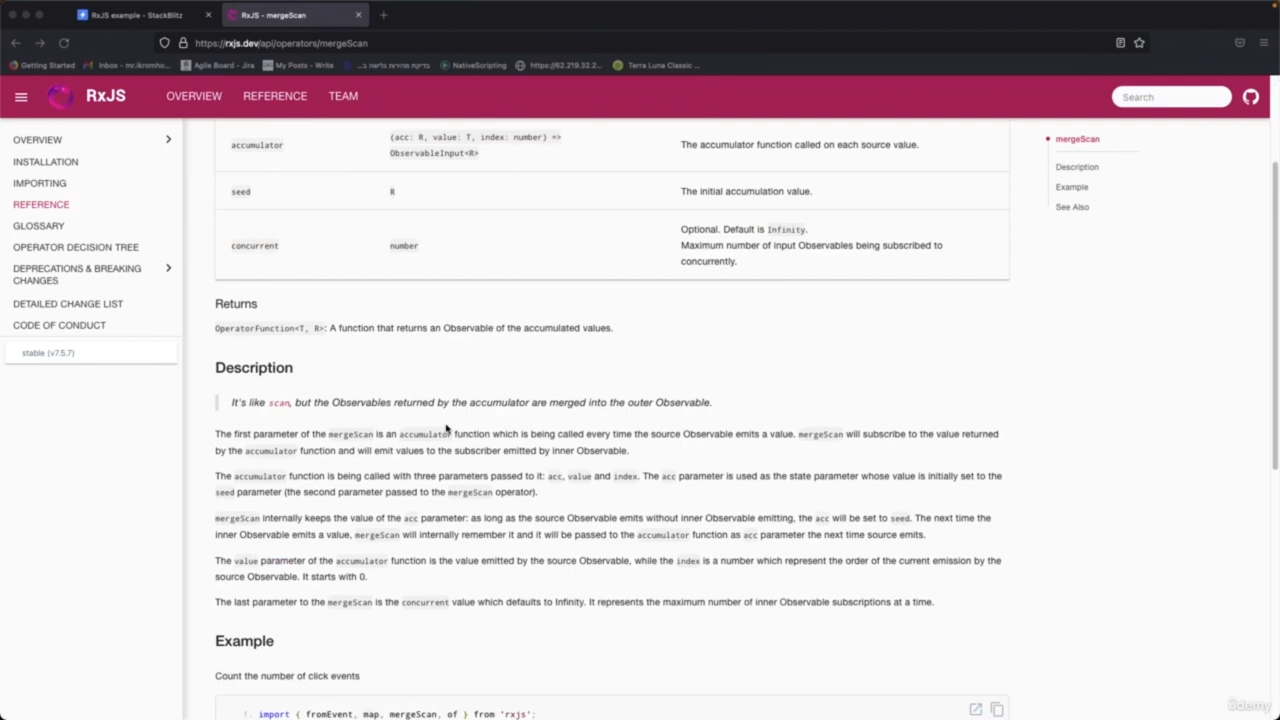 RxJS example - StackBlitz
RxJS - mergeScan
https://rxjs.dev/api/operators/mergeScan
Getting Started
Inbox - mr.ikromho...
Agile Board - Jira
My Posts - Write
NativeScripting
https://62.219.32.2...
Terra Luna Classic ...
RxJS
OVERVIEW
REFERENCE
TEAM
Search
OVERVIEW
INSTALLATION
IMPORTING
REFERENCE
GLOSSARY
OPERATOR DECISION TREE
DEPRECATIONS & BREAKING
CHANGES
DETAILED CHANGE LIST
CODE OF CONDUCT
stable (v7.5.7)
accumulator
(acc: R, value: T, index: number) =>
ObservableInput<R>
The accumulator function called on each source value.
seed
R
The initial accumulation value.
concurrent
number
Optional. Default is Infinity.
Maximum number of input Observables being subscribed to
concurrently.
Returns
OperatorFunction<T, R>: A function that returns an Observable of the accumulated values.
Description
It's like scan, but the Observables returned by the accumulator are merged into the outer Observable.
The first parameter of the mergeScan is an accumulator function which is being called every time the source Observable emits a value. mergeScan will subscribe to the value returned
by the accumulator function and will emit values to the subscriber emitted by inner Observable.
The accumulator function is being called with three parameters passed to it: acc, value and index. The acc parameter is used as the state parameter whose value is initially set to the
seed parameter (the second parameter passed to the mergeScan operator).
mergeScan internally keeps the value of the acc parameter: as long as the source Observable emits without inner Observable emitting, the acc will be set to seed. The next time the
inner Observable emits a value, mergeScan will internally remember it and it will be passed to the accumulator function as acc parameter the next time source emits.
The value parameter of the accumulator function is the value emitted by the source Observable, while the index is a number which represent the order of the current emission by the
source Observable. It starts with 0.
The last parameter to the mergeScan is the concurrent value which defaults to Infinity. It represents the maximum number of inner Observable subscriptions at a time.
Example
Count the number of click events
1. import { fromEvent, map, mergeScan, of } from 'rxjs';
mergeScan
Description
Example
See Also
ûdemy